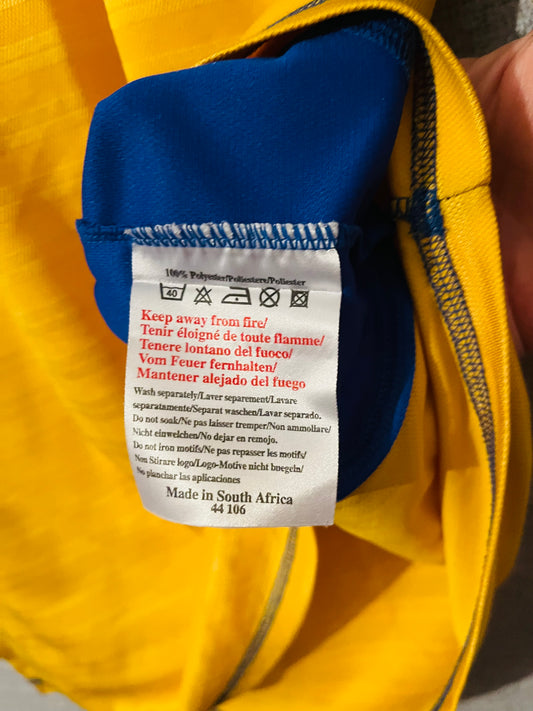 100% Polyester/Poliestere/Poliester
40
Keep away from fire/
Tenir éloigné de toute flamme/
Tenere lontano del fuoco/
Vom Feuer fernhalten/
Mantener alejado del fuego
Wash separately/Laver separement/Lavare
separatamente/Separat waschen/Lavar separado.
Do not soak/Ne pas laisser tremper/Non ammollare/
Nicht einweichen/No dejar en remojo.
Do not iron motifs/Ne pas repasser les motifs/
Non Stirare logo/Logo-Motive nicht buegeln/
No planchar las aplicaciones
Made in South Africa
44 106